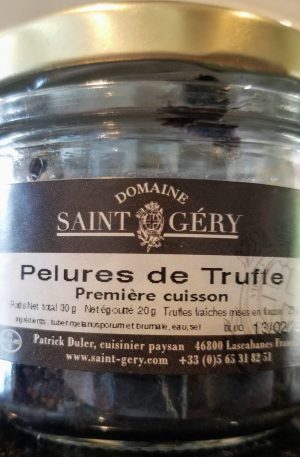 DOMAINE
SAINT GÉRY
Pelures de Truffe
Première cuisson
Poids Net total 30 g Net égoutté 20 g Truffes fraîches mises en flacon
Ingrédients : tuber melanosporum et brumale, eau, sel DLUO
Patrick Duler, cuisinier paysan 46800 Lascabanes
www.saint-gery.com +33 (0)5 65 31 82 51